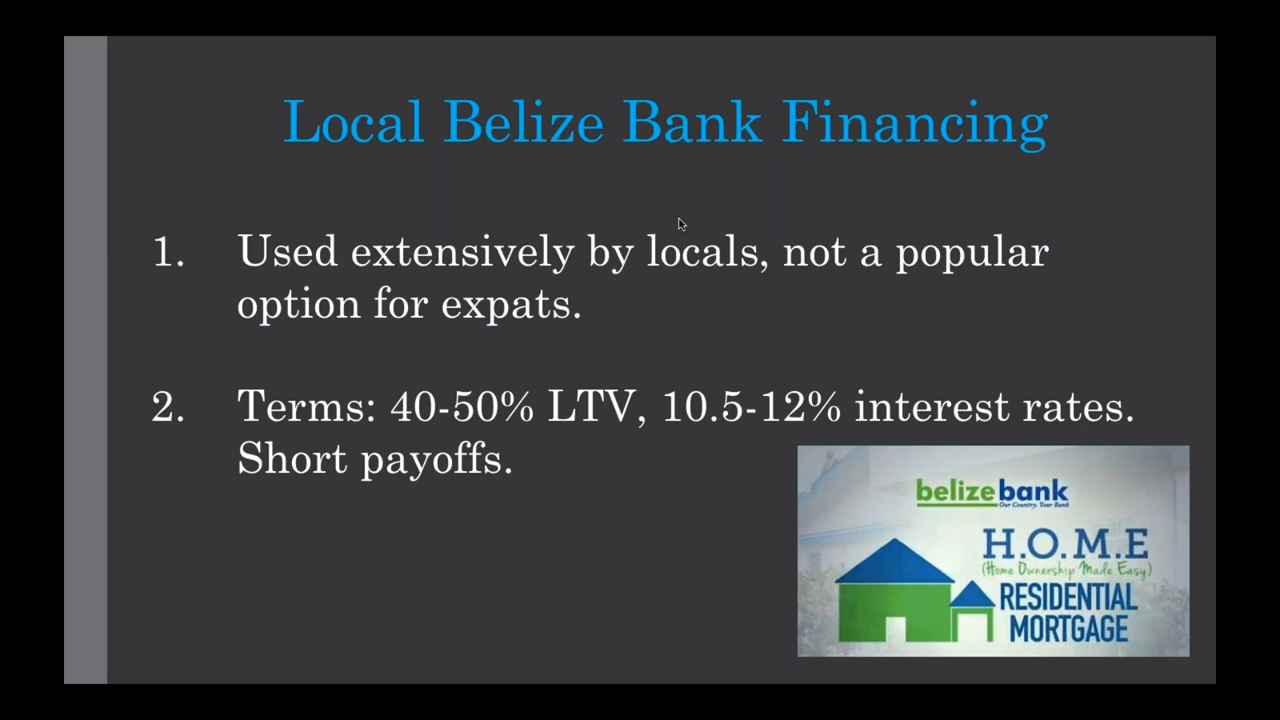 Local Belize Bank Financing
1. Used extensively by locals, not a popular
option for expats.
2. Terms: 40-50% LTV, 10.5-12% interest rates.
Short payoffs.
belizebank
Our Country. Your Bank
H.O.M.E
(Home Ownership Made Easy)
RESIDENTIAL
MORTGAGE